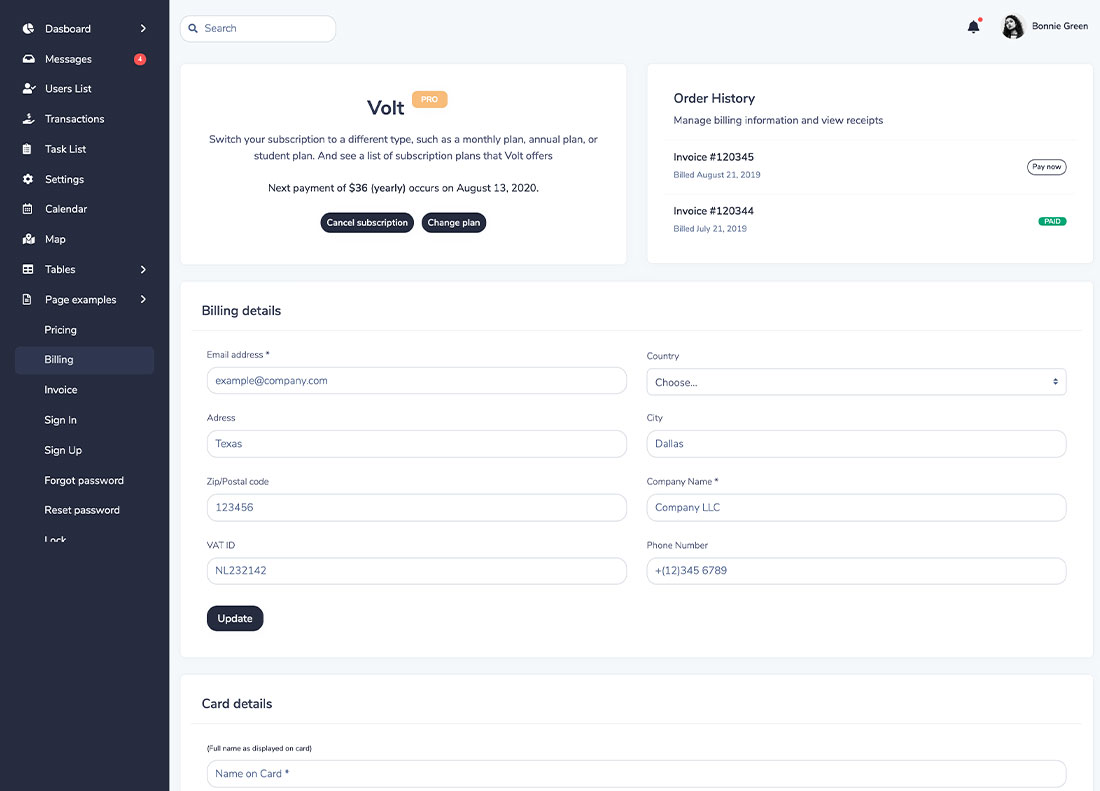 Dasboard
Messages
4
Users List
Transactions
Task List
Settings
Calendar
Map
Tables
Page examples
Pricing
Billing
Invoice
Sign In
Sign Up
Forgot password
Reset password
Lock
Search
Bonnie Green
Volt PRO
Switch your subscription to a different type, such as a monthly plan, annual plan, or
student plan. And see a list of subscription plans that Volt offers
Next payment of $36 (yearly) occurs on August 13, 2020.
Cancel subscription Change plan
Order History
Manage billing information and view receipts
Invoice #120345
Billed August 21, 2019
Pay now
Invoice #120344
Billed July 21, 2019
PAID
Billing details
Email address *
example@company.com
Country
Choose...
Adress
Texas
City
Dallas
Zip/Postal code
123456
Company Name *
Company LLC
VAT ID
NL232142
Phone Number
+(12)345 6789
Update
Card details
(Full name as displayed on card)
Name on Card *